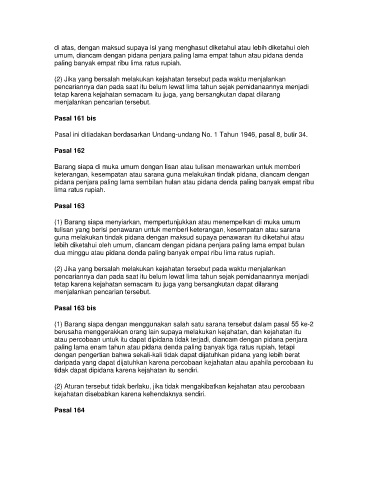 di atas, dengan maksud supaya isi yang menghasut diketahui atau lebih diketahui oleh
umum, diancam dengan pidana penjara paling lama empat tahun atau pidana denda
paling banyak empat ribu lima ratus rupiah.
(2) Jika yang bersalah melakukan kejahatan tersebut pada waktu menjalankan
pencariannya dan pada saat itu belum lewat lima tahun sejak pemidanaannya menjadi
tetap karena kejahatan semacam itu juga, yang bersangkutan dapat dilarang
menjalankan pencarian tersebut.
Pasal 161 bis
Pasal ini ditiadakan berdasarkan Undang-undang No. 1 Tahun 1946, pasal 8, butir 34.
Pasal 162
Barang siapa di muka umum dengan lisan atau tulisan menawarkan untuk memberi
keterangan, kesempatan atau sarana guna melakukan tindak pidana, diancam dengan
pidana penjara paling lama sembilan bulan atau pidana denda paling banyak empat ribu
lima ratus rupiah.
Pasal 163
(1) Barang siapa menyiarkan, mempertunjukkan atau menempelkan di muka umum
tulisan yang berisi penawaran untuk memberi keterangan, kesempatan atau sarana
guna melakukan tindak pidana dengan maksud supaya penawaran itu diketahui atau
lebih diketahui oleh umum, diancam dengan pidana penjara paling lama empat bulan
dua minggu atau pidana denda paling banyak empat ribu lima ratus rupiah.
(2) Jika yang bersalah melakukan kejahatan tersebut pada waktu menjalankan
pencariannya dan pada saat itu belum lewat lima tahun sejak pemidanaannya menjadi
tetap karena kejahatan semacam itu juga yang bersangkutan dapat dilarang
menjalankan pencarian tersebut.
Pasal 163 bis
(1) Barang siapa dengan menggunakan salah satu sarana tersebut dalam pasal 55 ke-2
berusaha menggerakkan orang lain supaya melakukan kejahatan, dan kejahatan itu
atau percobaan untuk itu dapat dipidana tidak terjadi, diancam dengan pidana penjara
paling lama enam tahun atau pidana denda paling banyak tiga ratus rupiah, tetapi
dengan pengertian bahwa sekali-kali tidak dapat dijatuhkan pidana yang lebih berat
daripada yang dapat dijatuhkan karena percobaan kejahatan atau apabila percobaan itu
tidak dapat dipidana karena kejahatan itu sendiri.
(2) Aturan tersebut tidak berlaku, jika tidak mengakibatkan kejahatan atau percobaan
kejahatan disebabkan karena kehendaknya sendiri.
Pasal 164